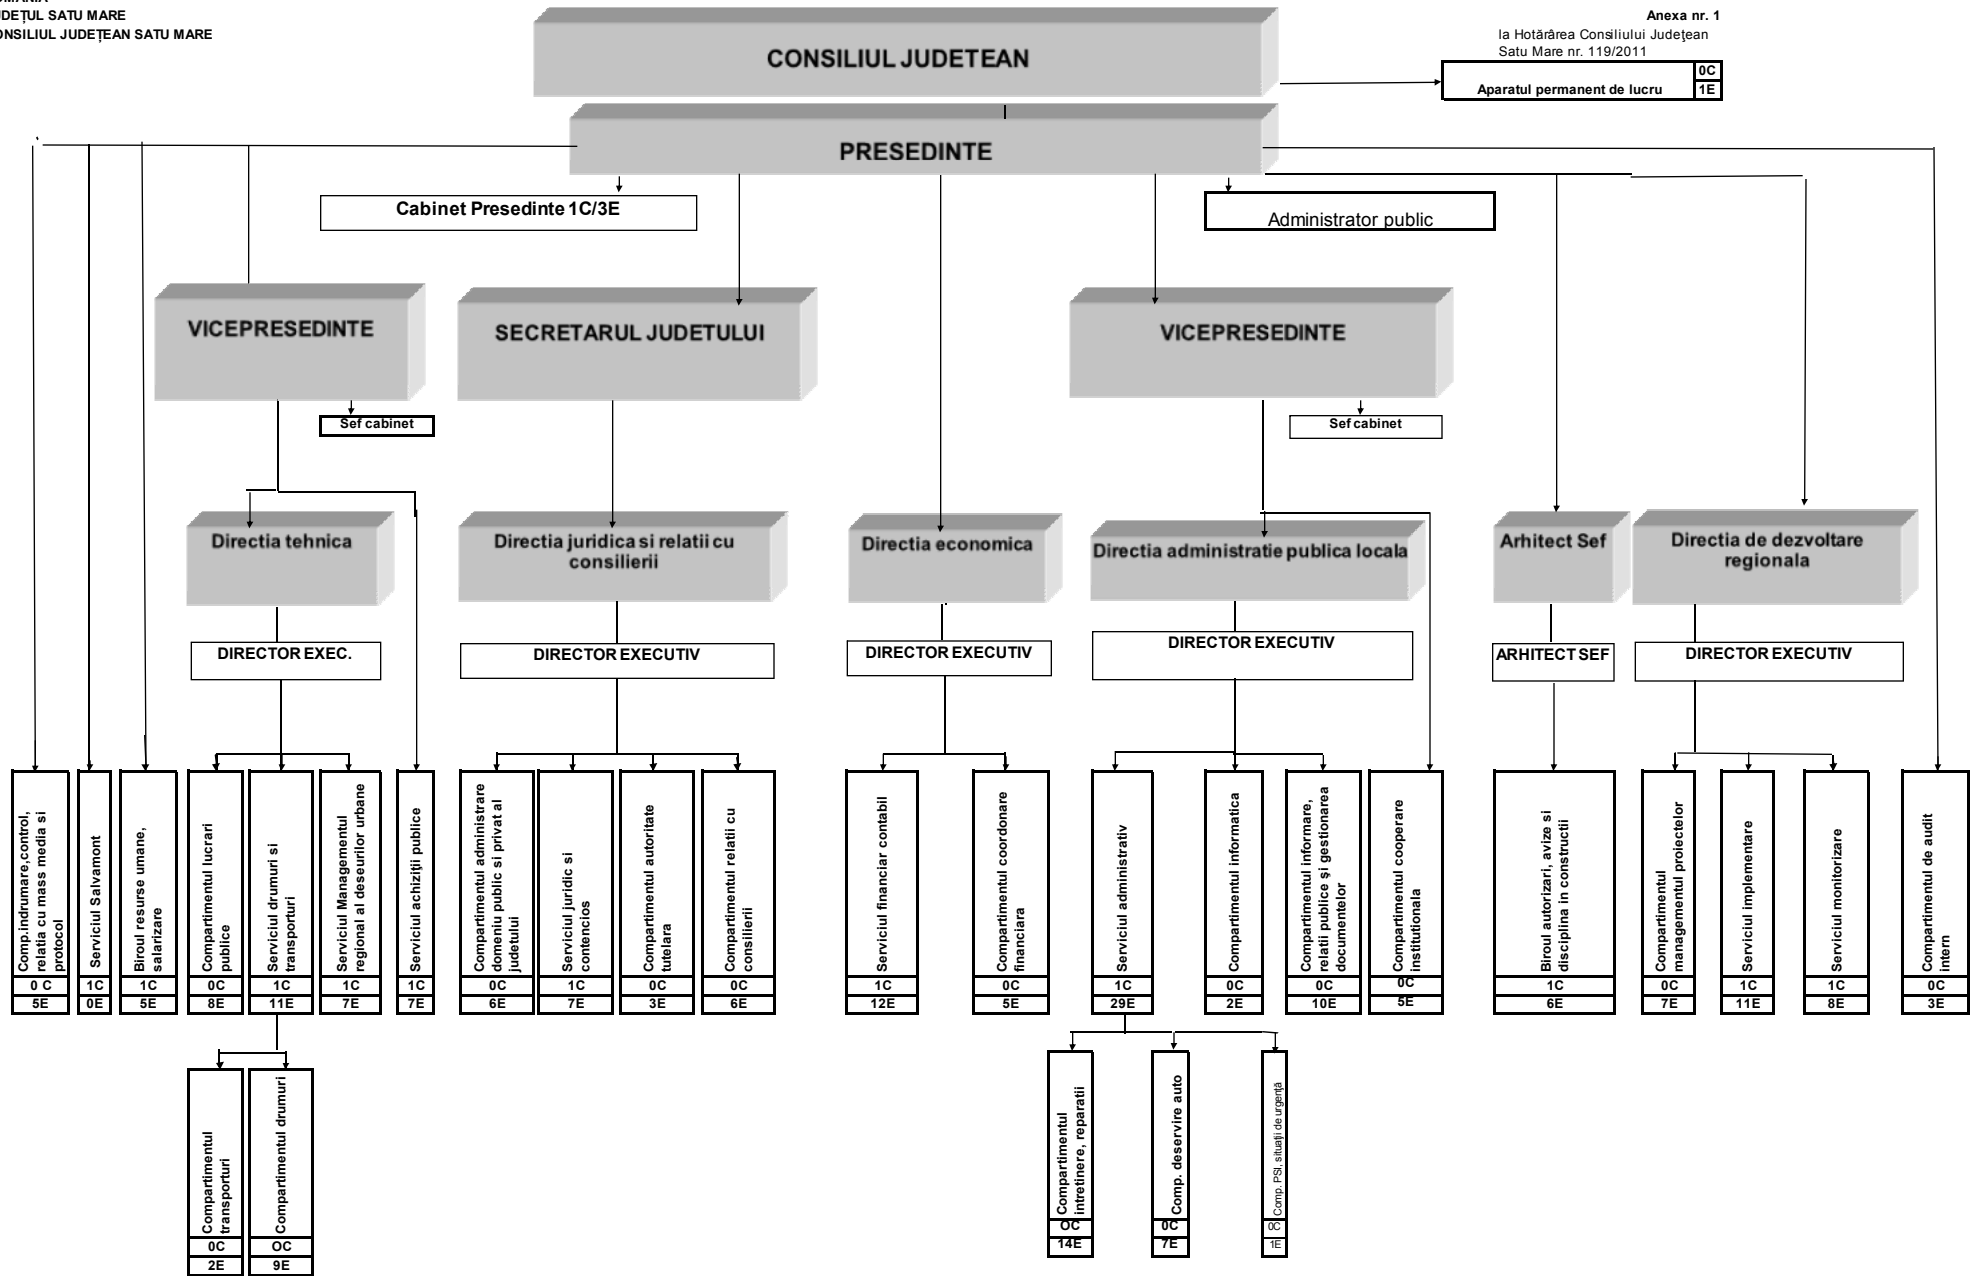 JDEȚUL SATU MARE
ONSILIUL JUDEȚEAN SATU MARE
Anexa nr. 1
la Hotărârea Consiliului Judeţean
Satu Mare nr. 119/2011
Aparatul permanent de lucru
0C
1E
CONSILIUL JUDETEAN
PRESEDINTE
Cabinet Presedinte 1C/3E
Administrator public
VICEPRESEDINTE
SECRETARUL JUDETULUI
VICEPRESEDINTE
Sef cabinet
Sef cabinet
Directia tehnica
Directia juridica si relatii cu
consilierii
Directia economica
Directia administratie publica locala
Arhitect Sef
Directia de dezvoltare
regionala
DIRECTOR EXEC.
DIRECTOR EXECUTIV
DIRECTOR EXECUTIV
DIRECTOR EXECUTIV
ARHITECT SEF
DIRECTOR EXECUTIV
Comp.indrumare,control,
relatia cu mass media si
protocol
0 C
5E
Serviciul Salvamont
1C
0E
Biroul resurse umane,
salarizare
1C
5E
Compartimentul lucrari
publice
0C
8E
Serviciul drumuri si
transporturi
1C
11E
Serviciul Managementul
regional al deseurilor urbane
1C
7E
Serviciul achiziţii publice
1C
7E
Compartimentul administrare
domeniu public si privat al
judetului
0C
6E
Serviciul juridic si
contencios
1C
7E
Compartimentul autoritate
tutelara
0C
3E
Compartimentul relatii cu
consilierii
0C
6E
Serviciul financiar contabil
1C
12E
Compartimentul coordonare
financiara
0C
5E
Serviciul administrativ
1C
29E
Compartimentul informatica
0C
2E
Compartimentul informare,
relatii publice şi gestionarea
documentelor
0C
10E
Compartimentul cooperare
institutionala
0C
5E
Biroul autorizari, avize si
disciplina in constructii
1C
6E
Compartimentul
managementul proiectelor
0C
7E
Serviciul implementare
1C
11E
Serviciul monitorizare
1C
8E
Compartimentul de audit
intern
0C
3E
Compartimentul
transporturi
0C
2E
Compartimentul drumuri
OC
9E
Compartimentul
intretinere, reparatii
OC
14E
Comp. deservire auto
0C
7E
Comp. PSI, situaţii de urgenţă
0C
1E